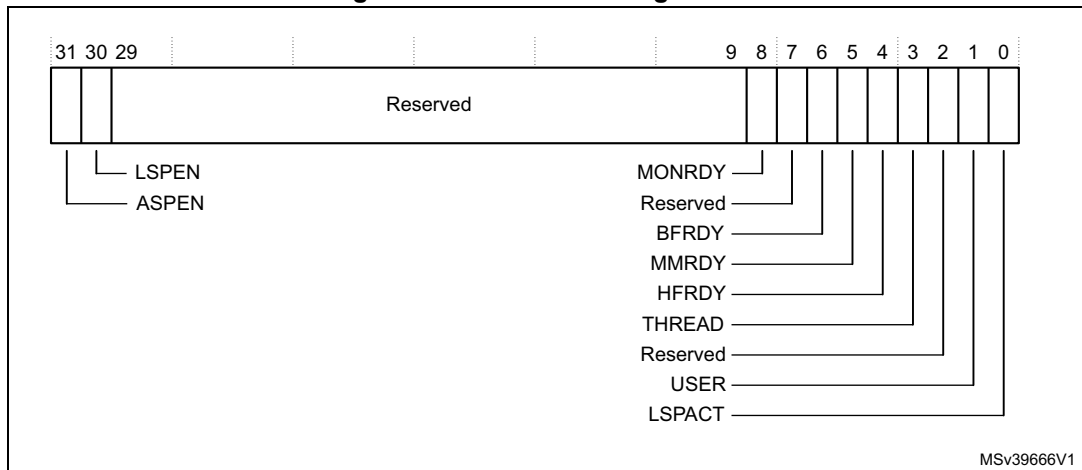 31 30 29 9 8 7 6 5 4 3 2 1 0
Reserved
LSPEN MONRDY
ASPEN Reserved
BFRDY
MMRDY
HFRDY
THREAD
Reserved
USER
LSPACT
MSv39666V1